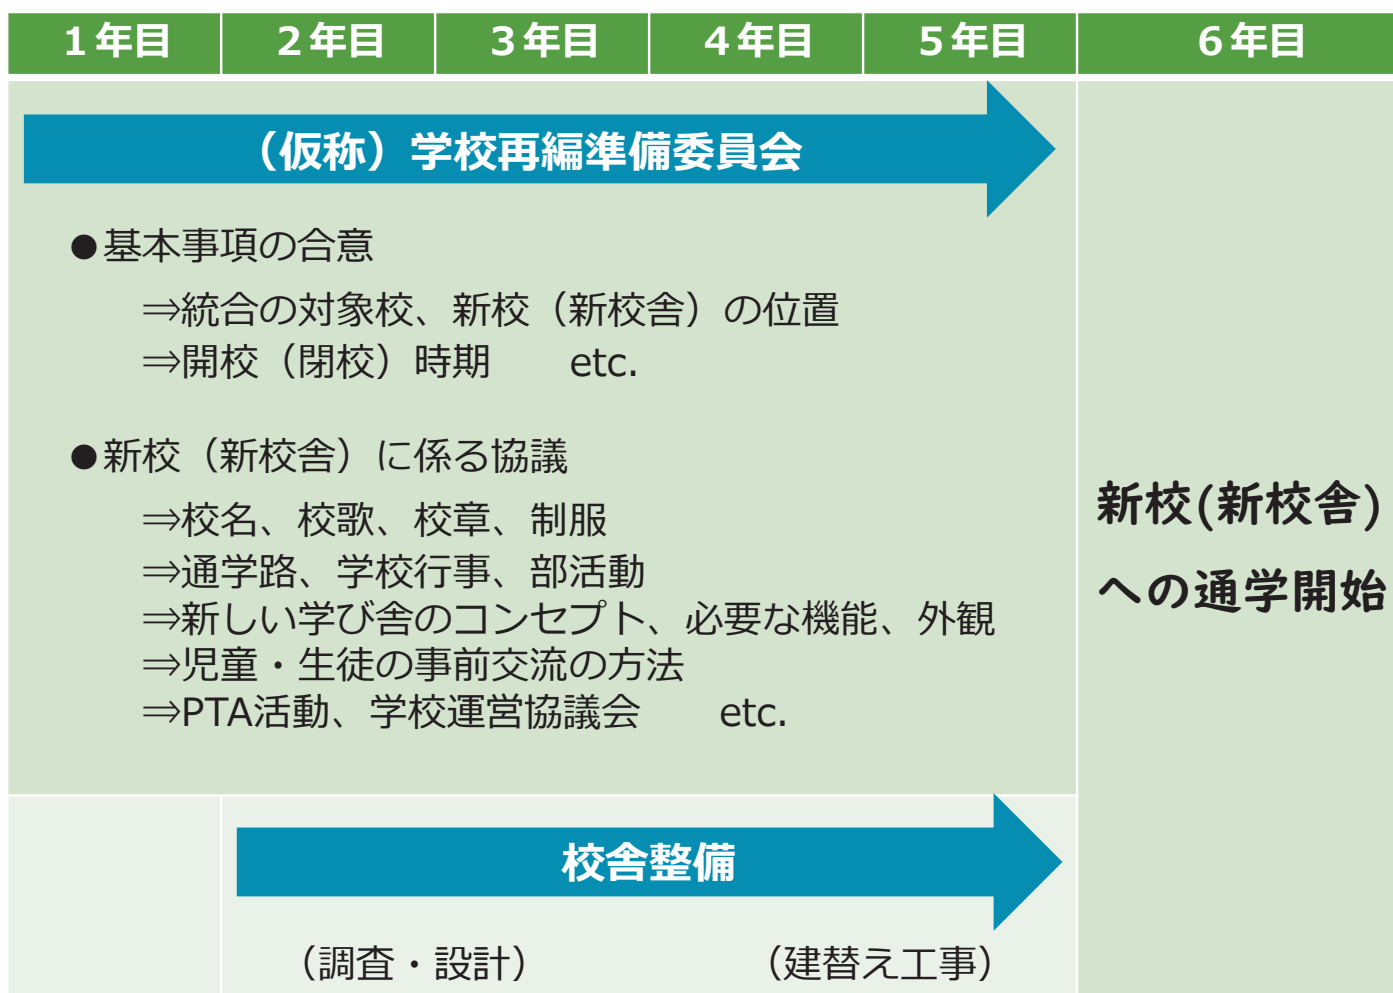 1年目 2年目 3年目 4年目 5年目 6年目
（仮称）学校再編準備委員会
●基本事項の合意
⇒統合の対象校、新校（新校舎）の位置
⇒開校（閉校）時期　　etc.
●新校（新校舎）に係る協議
⇒校名、校歌、校章、制服
⇒通学路、学校行事、部活動
⇒新しい学び舎のコンセプト、必要な機能、外観
⇒児童・生徒の事前交流の方法
⇒PTA活動、学校運営協議会　　etc.
新校(新校舎)
への通学開始
校舎整備
（調査・設計）　（建替え工事）